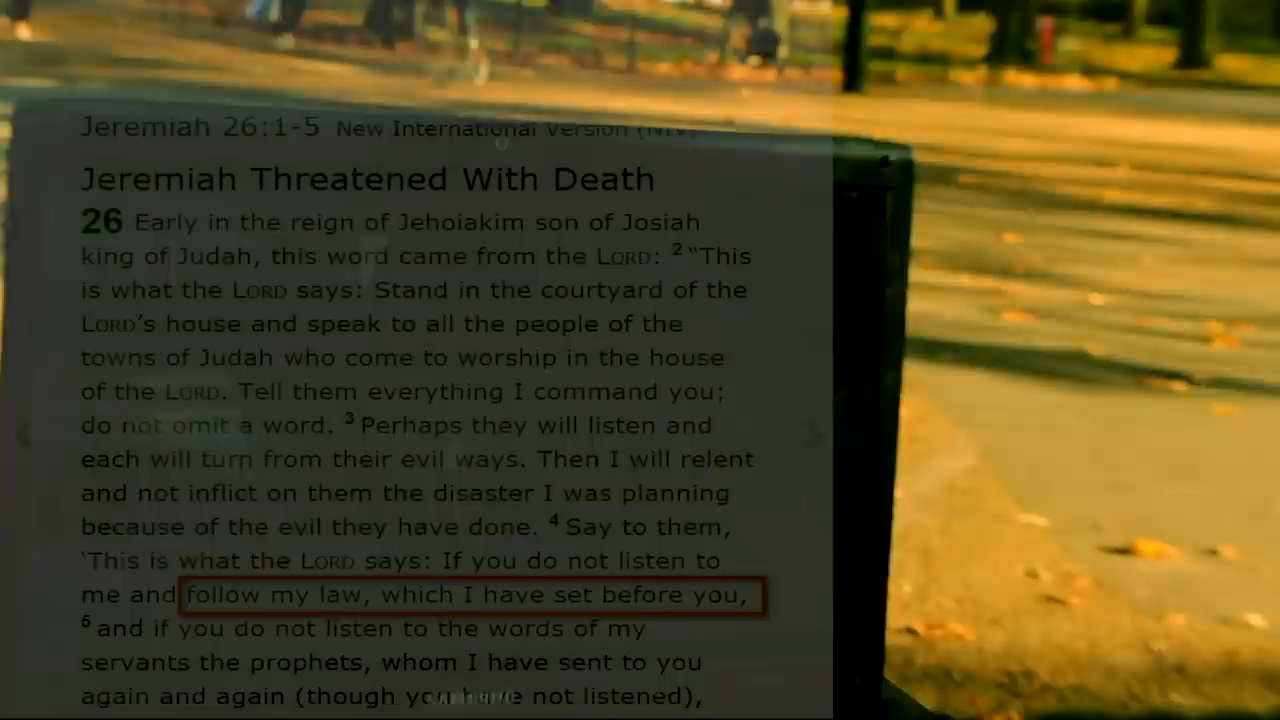 Jeremiah 26:1-5 New International Version (NIV)
Jeremiah Threatened With Death
26 Early in the reign of Jehoiakim son of Josiah
king of Judah, this word came from the LORD: 2 “This
is what the LORD says: Stand in the courtyard of the
LORD’s house and speak to all the people of the
towns of Judah who come to worship in the house
of the LORD. Tell them everything I command you;
do not omit a word. 3 Perhaps they will listen and
each will turn from their evil ways. Then I will relent
and not inflict on them the disaster I was planning
because of the evil they have done. 4 Say to them,
‘This is what the LORD says: If you do not listen to
me and follow my law, which I have set before you,
5 and if you do not listen to the words of my
servants the prophets, whom I have sent to you
again and again (though you have not listened),